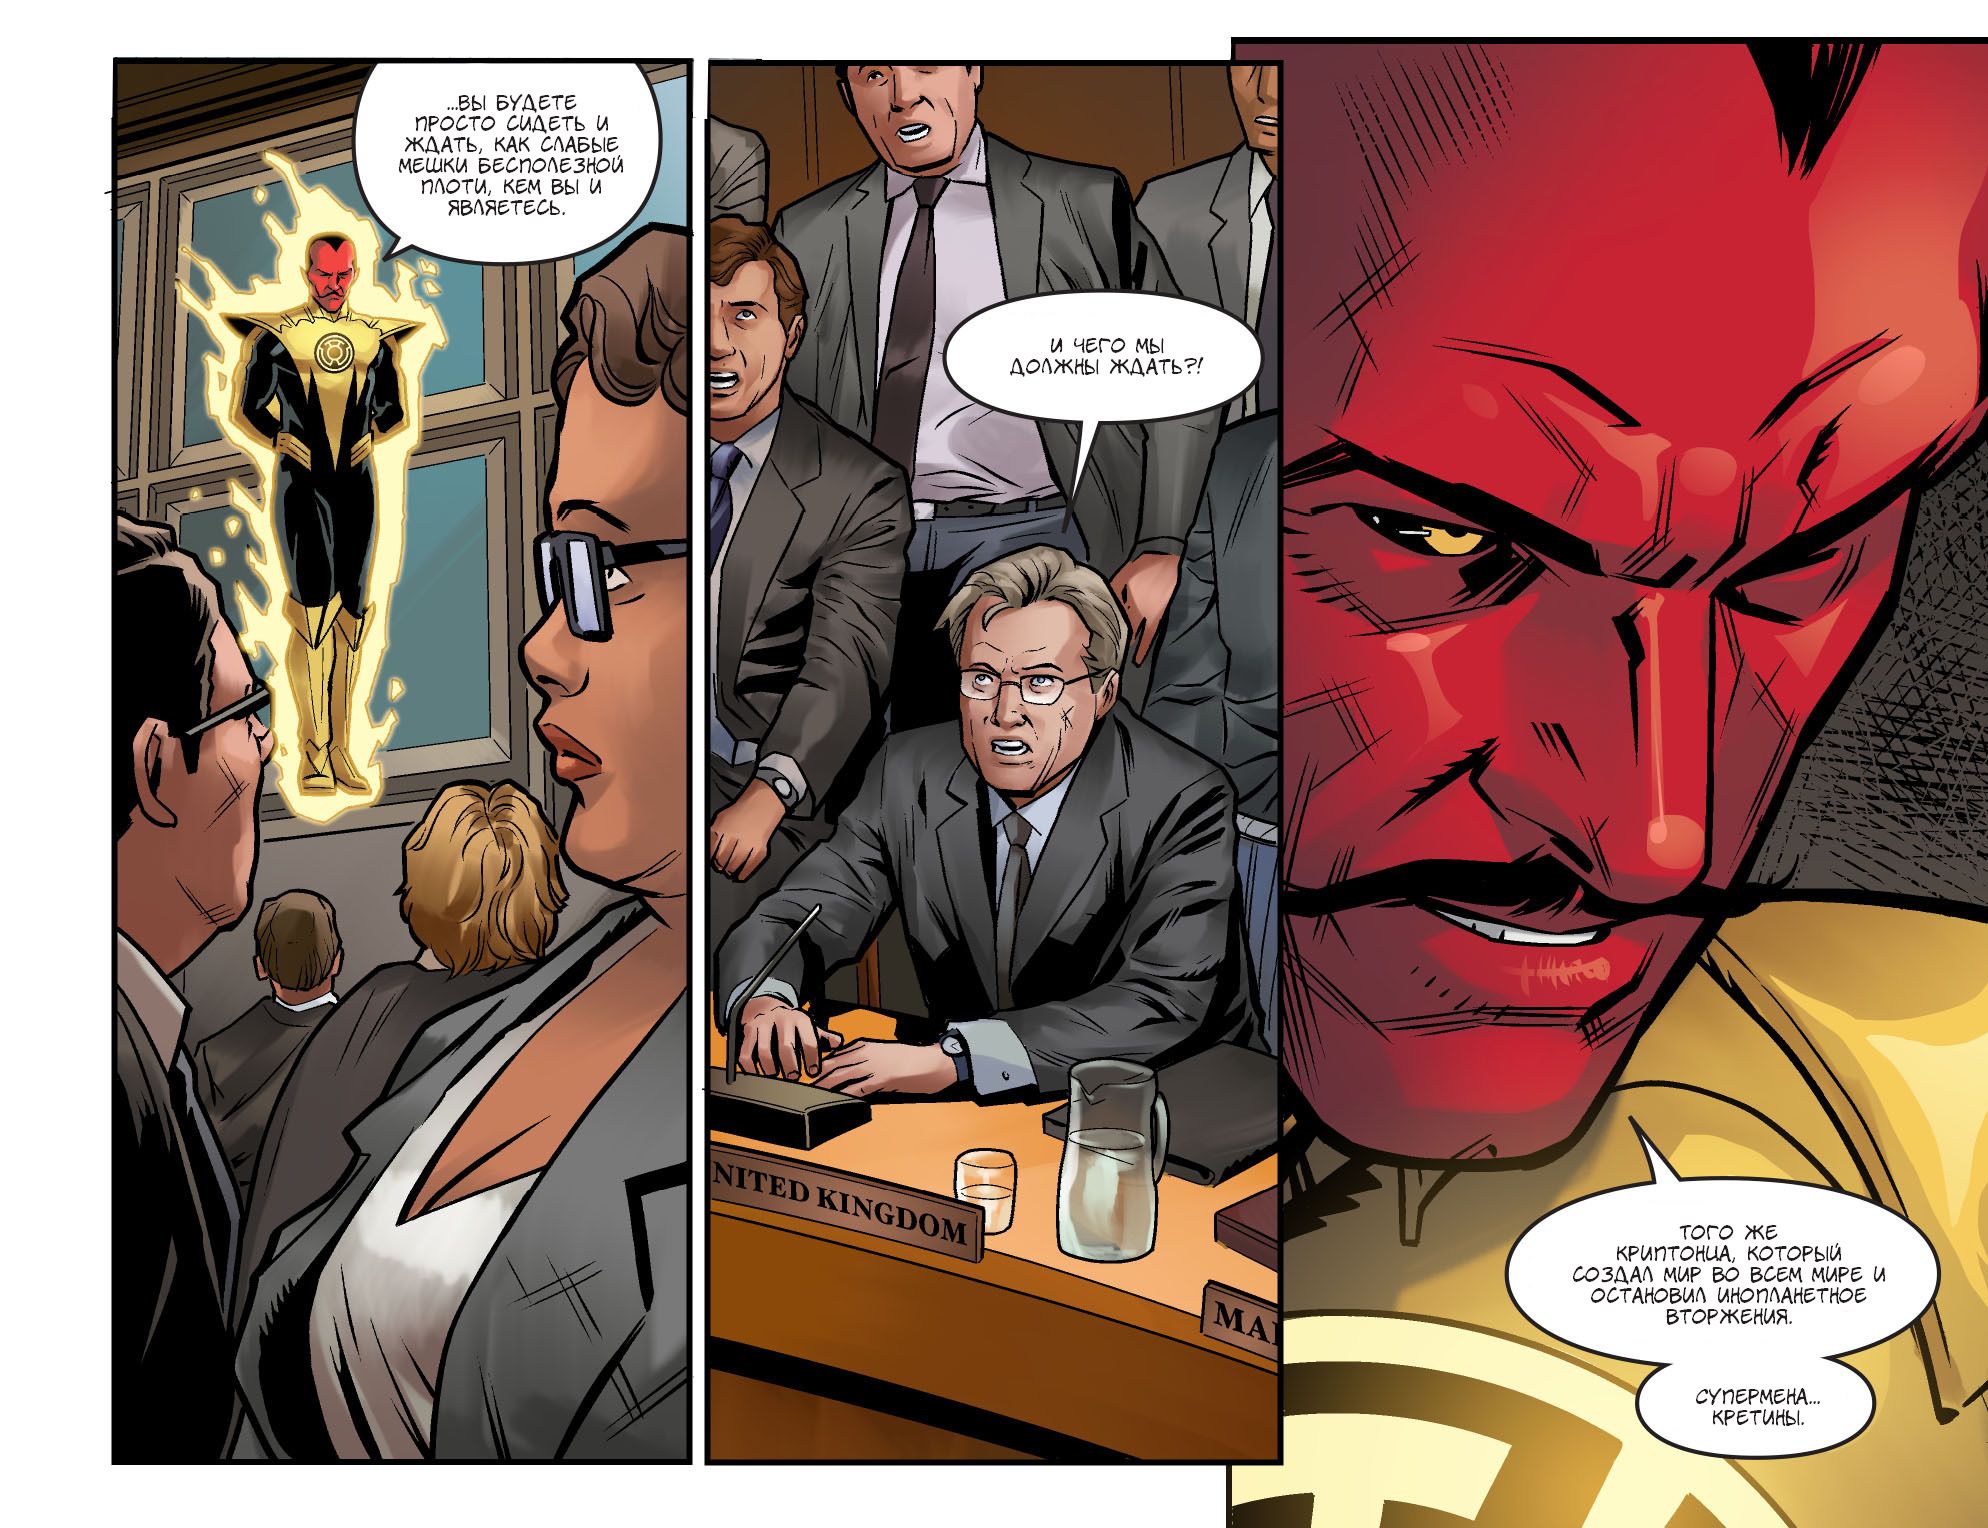 ...ВЫ БУДЕТЕ
ПРОСТО СИДЕТЬ И
ЖДАТЬ, КАК СЛАБЫЕ
МЕШКИ БЕСПОЛЕЗНОЙ
ПЛОТИ, КЕМ ВЫ И
ЯВЛЯЕТЕСЬ.
И ЧЕГО МЫ
ДОЛЖНЫ ЖДАТЬ?!
NITED KINGDOM
MA
ТОГО ЖЕ
КРИПТОНЦА, КОТОРЫЙ
СОЗДАЛ МИР ВО ВСЕМ МИРЕ И
ОСТАНОВИЛ ИНОПЛАНЕТНОЕ
ВТОРЖЕНИЯ.
СУПЕРМЕНА...
КРЕТИНЫ.